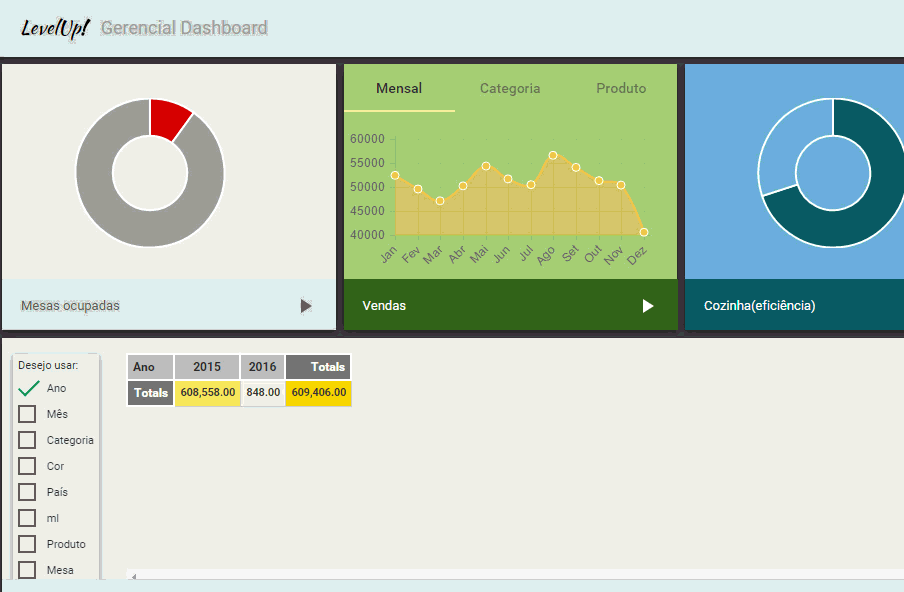 LevelUp! Gerencial Dashboard
Mensal Categoria Produto
60000
55000
50000
45000
40000
Jan Fev Mar Abr Mai Jun Jul Ago Set Out Nov Dez
Mesas ocupadas
Vendas
Cozinha(eficiência)
Desejo usar:
Ano
Mês
Categoria
Cor
País
ml
Produto
Mesa
Ano 2015 2016 Totals
Totals 608,558.00 848.00 609,406.00